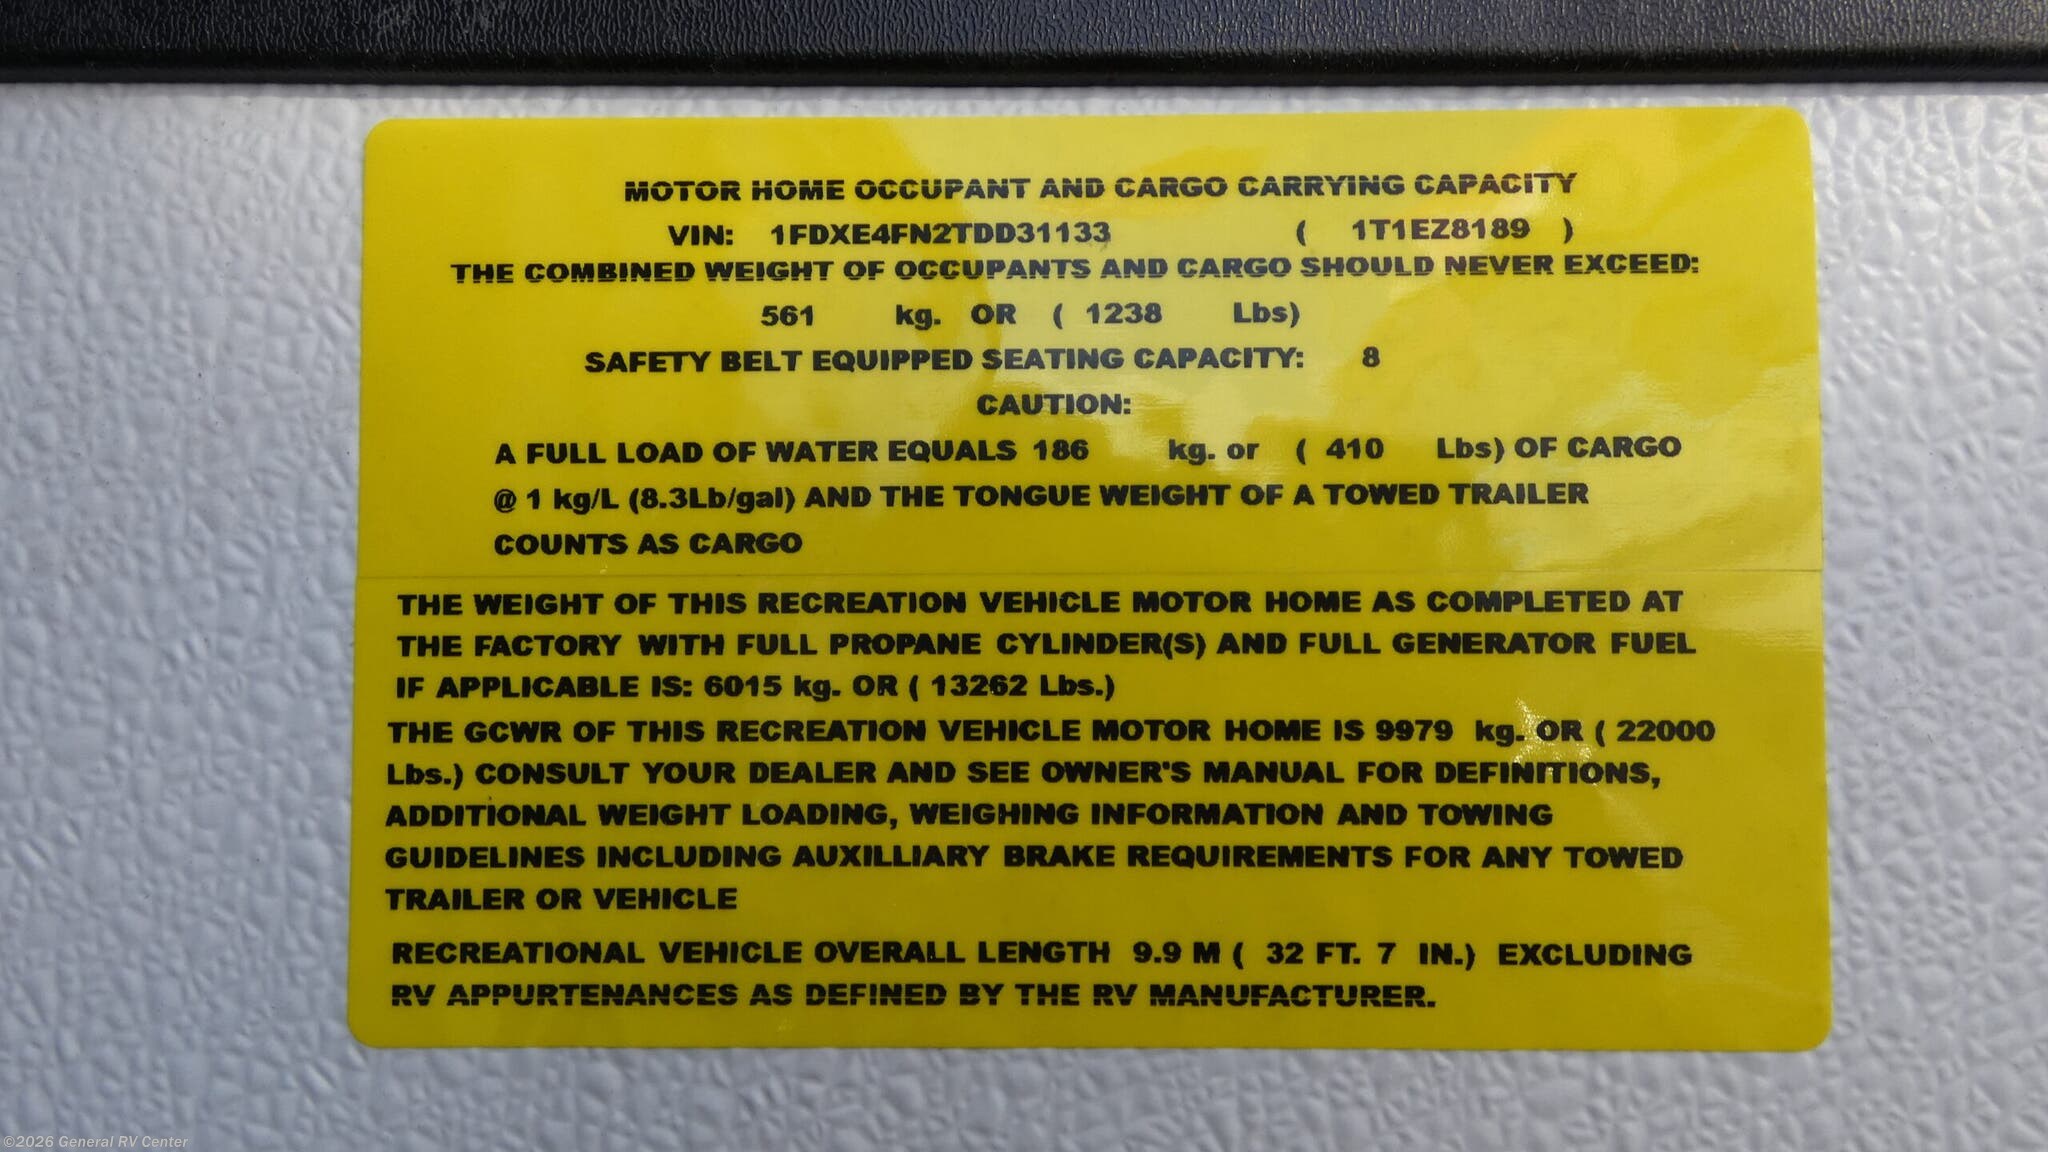 MOTOR HOME OCCUPANT AND CARGO CARRYING CAPACITY
VIN: 1FDXE4FN2TDD31133 ( 1T1EZ8189 )
THE COMBINED WEIGHT OF OCCUPANTS AND CARGO SHOULD NEVER EXCEED:
561 kg. OR ( 1238 Lbs)
SAFETY BELT EQUIPPED SEATING CAPACITY: 8
CAUTION:
A FULL LOAD OF WATER EQUALS 186 kg. or ( 410 Lbs) OF CARGO
@ 1 kg/L (8.3Lb/gal) AND THE TONGUE WEIGHT OF A TOWED TRAILER
COUNTS AS CARGO
THE WEIGHT OF THIS RECREATION VEHICLE MOTOR HOME AS COMPLETED AT
THE FACTORY WITH FULL PROPANE CYLINDER(S) AND FULL GENERATOR FUEL
IF APPLICABLE IS: 6015 kg. OR ( 13262 Lbs.)
THE GCWR OF THIS RECREATION VEHICLE MOTOR HOME IS 9979 kg. OR ( 22000
Lbs.) CONSULT YOUR DEALER AND SEE OWNER'S MANUAL FOR DEFINITIONS,
ADDITIONAL WEIGHT LOADING, WEIGHING INFORMATION AND TOWING
GUIDELINES INCLUDING AUXILLIARY BRAKE REQUIREMENTS FOR ANY TOWED
TRAILER OR VEHICLE
RECREATIONAL VEHICLE OVERALL LENGTH 9.9 M ( 32 FT. 7 IN.) EXCLUDING
RV APPURTENANCES AS DEFINED BY THE RV MANUFACTURER.
©2026 General RV Center